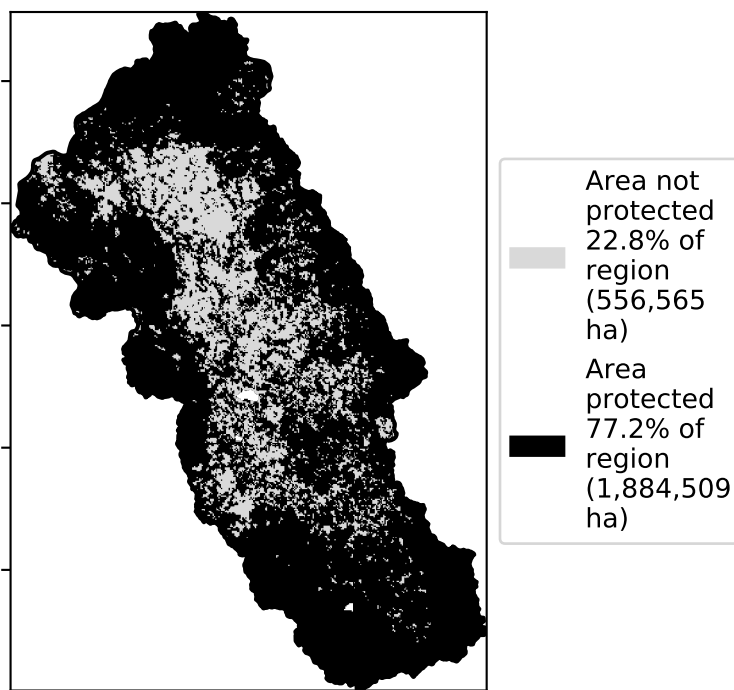 Area not
protected
22.8% of
region
(556,565
ha)
Area
protected
77.2% of
region
(1,884,509
ha)